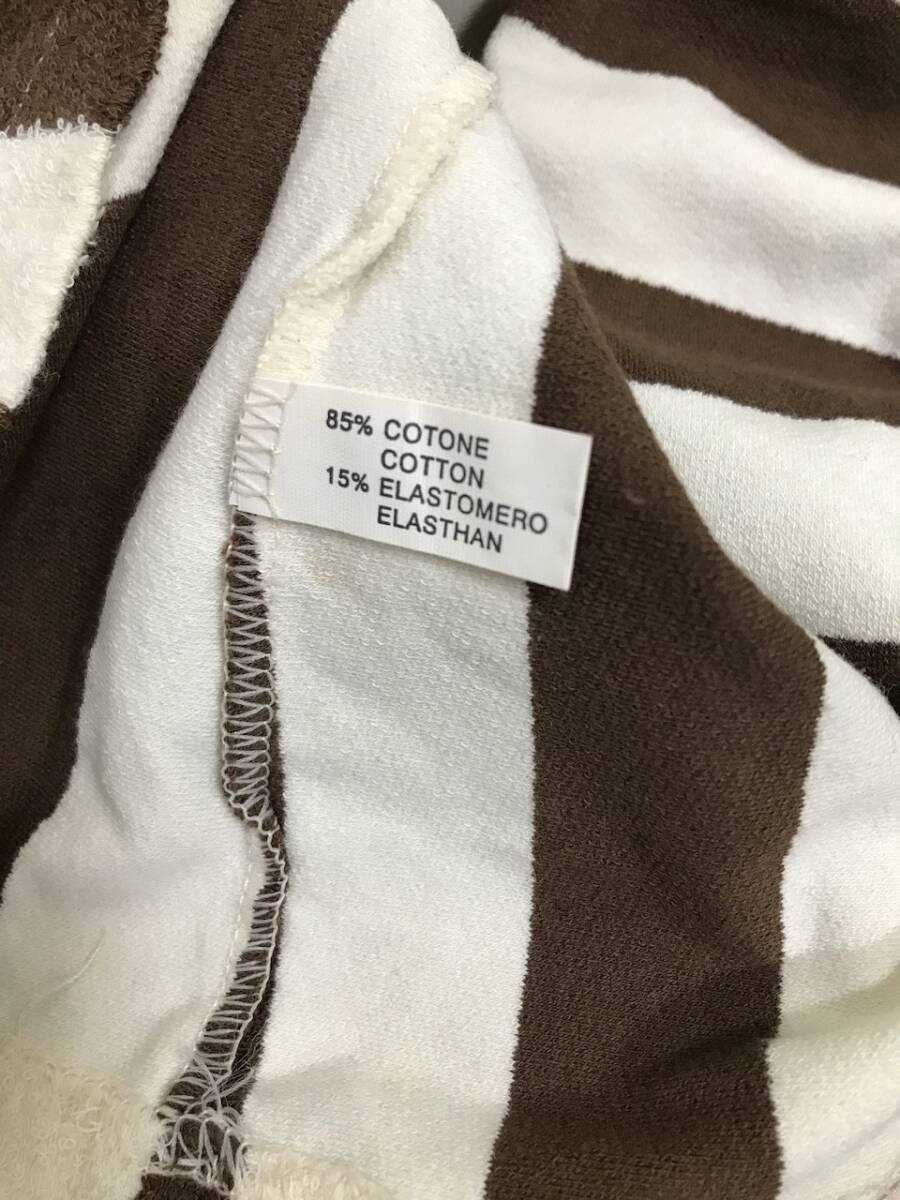 85% COTONE
COTTON
15% ELASTOMERO
ELASTHAN